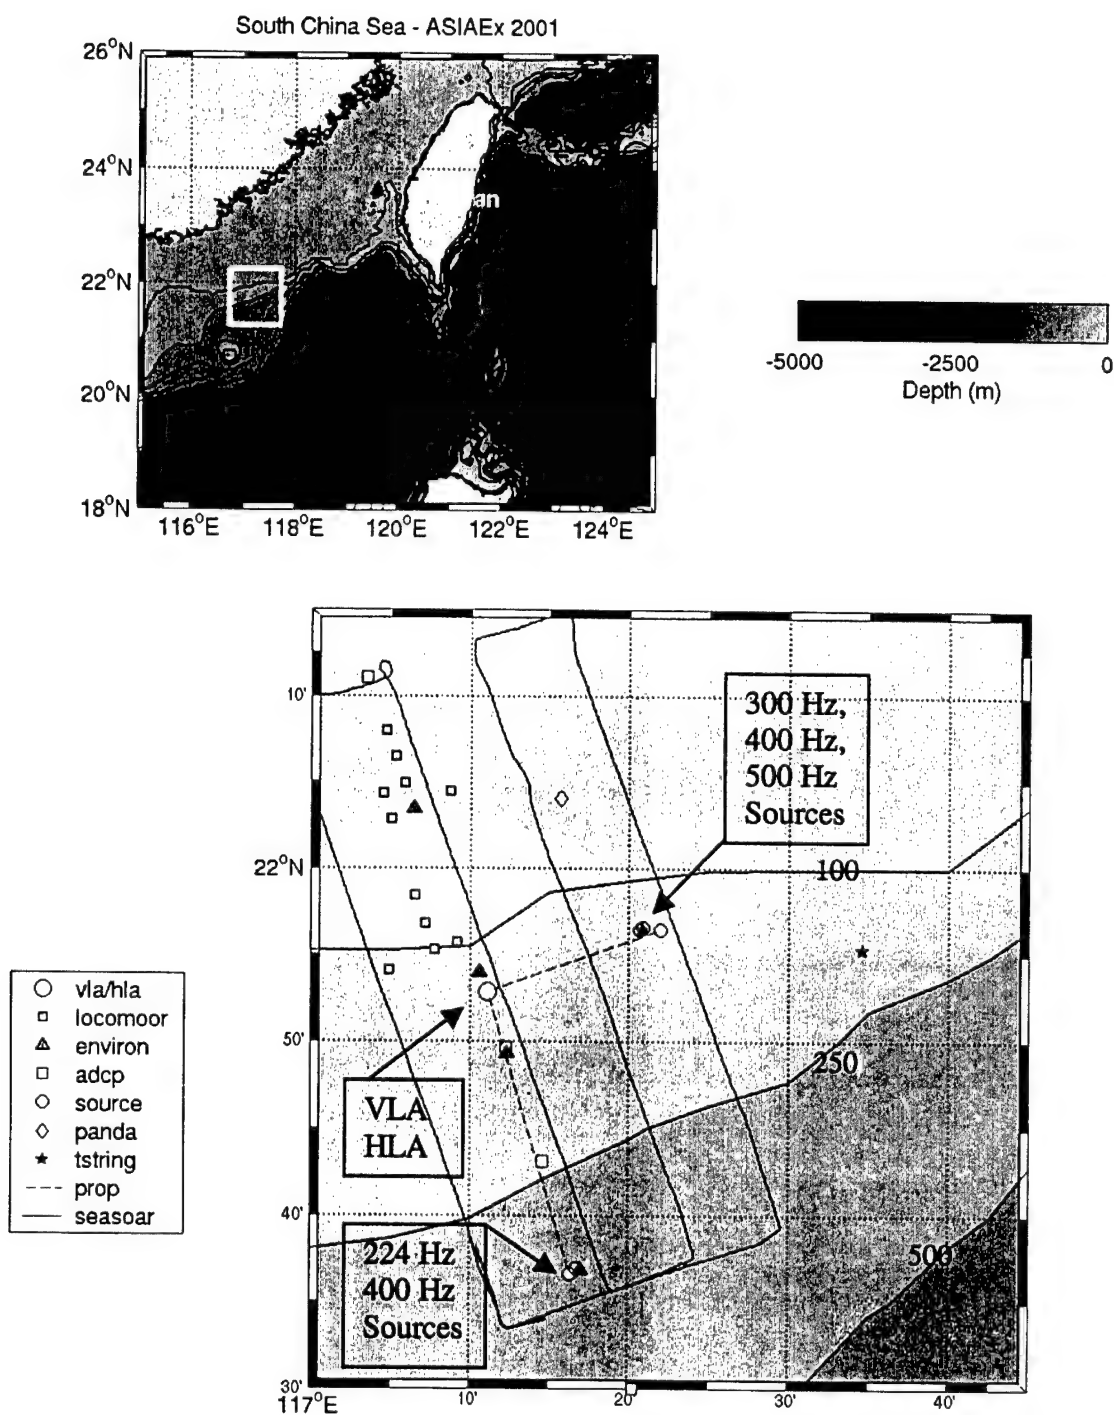 South China Sea - ASIAEx 2001
26°N
24°N
22°N
20°N
18°N
116°E
118°E
120°E
122°E
124°E
an
-5000
-2500
0
Depth (m)
10'
22°N
50'
40'
30'
117°E
10'
20'
30'
40'
300 Hz,
400 Hz,
500 Hz
Sources
100
250
500
VLA
HLA
224 Hz
400 Hz
Sources
vla/hla
locomoor
environ
adcp
source
panda
tstring
prop
seasoar